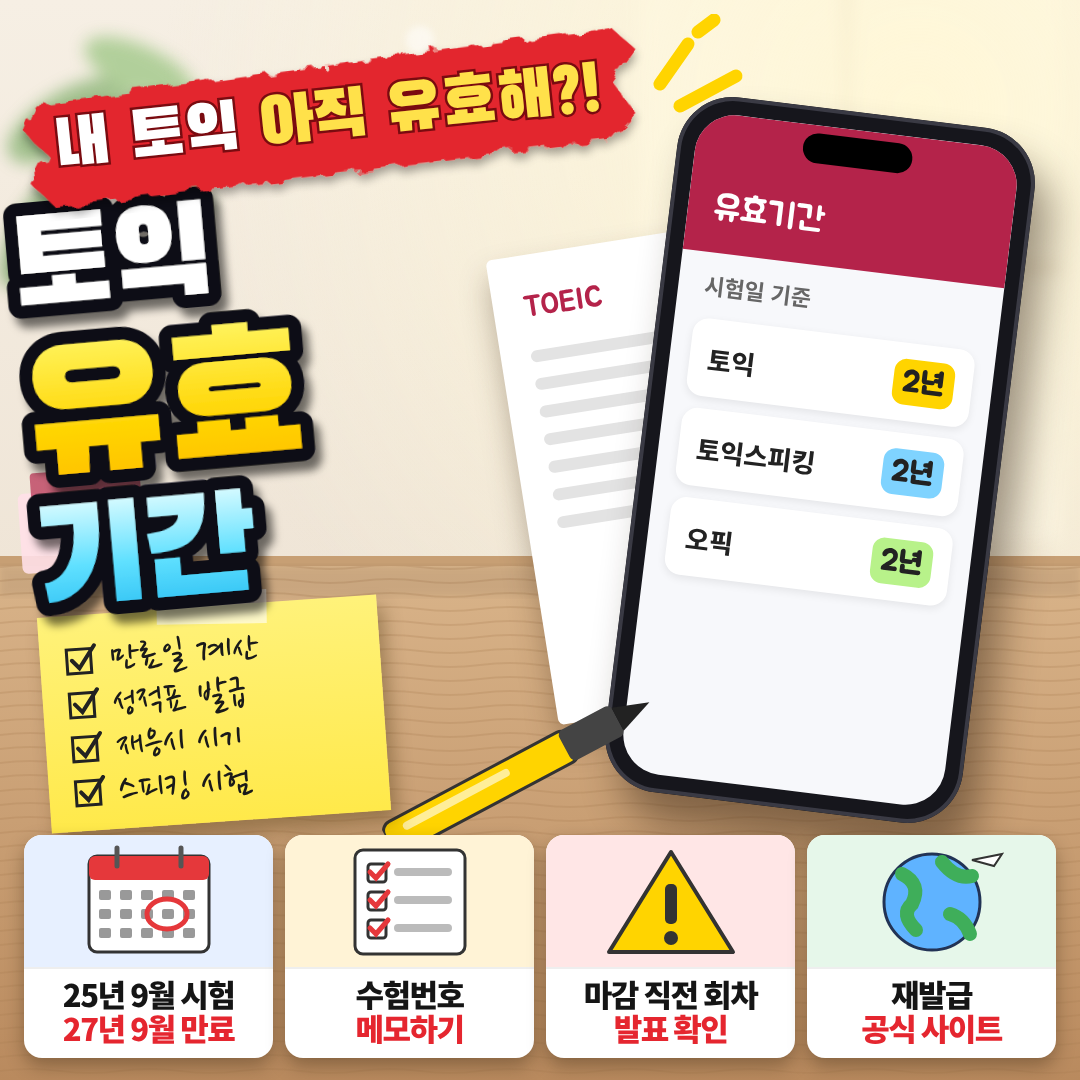 내 토익 아직 유효해?!
토익
유효
기간
TOEIC
유효기간
시험일 기준
토익 2년
토익스피킹 2년
오픽 2년
만료일 계산
성적표 발급
재응시 시기
스피킹 시험
25년 9월 시험
27년 9월 만료
수험번호
메모하기
마감 직전 회차
발표 확인
재발급
공식 사이트